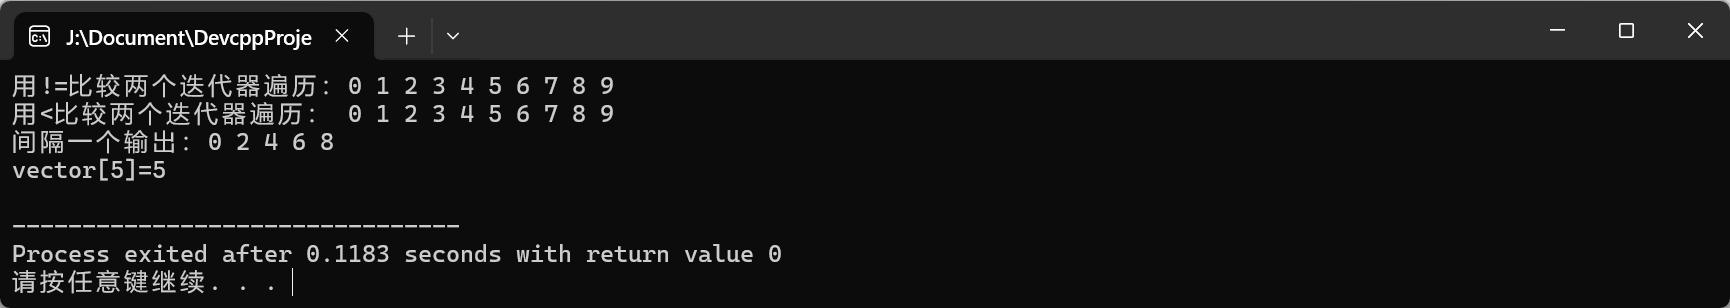 J:\Document\DevcppProje
用!=比较两个迭代器遍历: 0 1 2 3 4 5 6 7 8 9
用<比较两个迭代器遍历:  0 1 2 3 4 5 6 7 8 9
间隔一个输出: 0 2 4 6 8
vector[5]=5
--------------------------------
Process exited after 0.1183 seconds with return value 0
请按任意键继续. . .